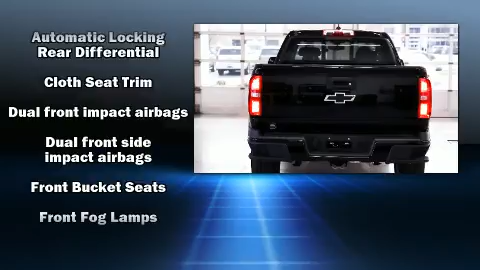 Automatic Locking
Rear Differential
Cloth Seat Trim
Dual front impact airbags
Dual front side
impact airbags
Front Bucket Seats
Front Fog Lamps